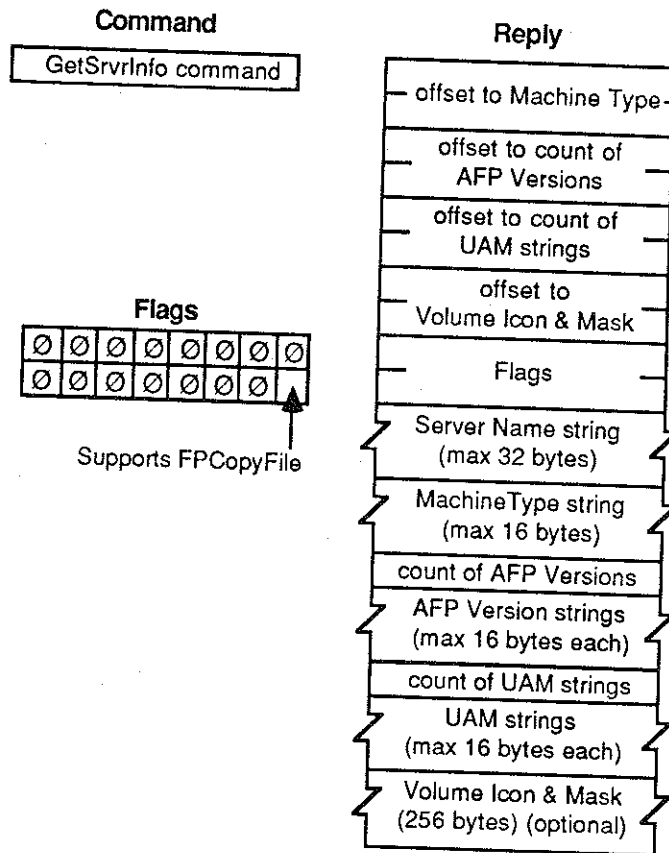 Command
GetSrvrInfo command
Flags
Ø Ø Ø Ø Ø Ø Ø Ø
Ø Ø Ø Ø Ø Ø Ø
Supports FPCopyFile
Reply
offset to Machine Type
offset to count of
AFP Versions
offset to count of
UAM strings
offset to
Volume Icon & Mask
Flags
Server Name string
(max 32 bytes)
MachineType string
(max 16 bytes)
count of AFP Versions
AFP Version strings
(max 16 bytes each)
count of UAM strings
UAM strings
(max 16 bytes each)
Volume Icon & Mask
(256 bytes) (optional)